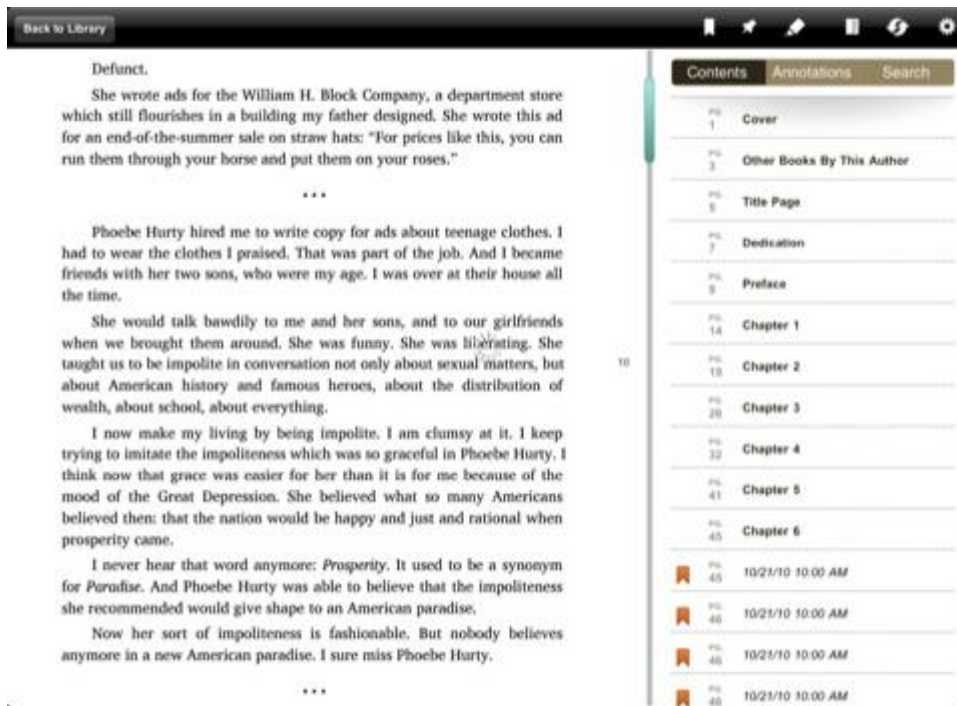 Back to Library
Defunct.
She wrote ads for the William H. Block Company, a department store
which still flourishes in a building my father designed. She wrote this ad
for an end-of-the-summer sale on straw hats: “For prices like this, you can
run them through your horse and put them on your roses.”
•••
Phoebe Hurty hired me to write copy for ads about teenage clothes. I
had to wear the clothes I praised. That was part of the job. And I became
friends with her two sons, who were my age. I was over at their house all
the time.
She would talk bawdily to me and her sons, and to our girlfriends
when we brought them around. She was funny. She was liberating. She
taught us to be impolite in conversation not only about sexual matters, but
about American history and famous heroes, about the distribution of
wealth, about school, about everything.
I now make my living by being impolite. I am clumsy at it. I keep
trying to imitate the impoliteness which was so graceful in Phoebe Hurty. I
think now that grace was easier for her than it is for me because of the
mood of the Great Depression. She believed what so many Americans
believed then: that the nation would be happy and just and rational when
prosperity came.
I never hear that word anymore: Prosperity. It used to be a synonym
for Paradise. And Phoebe Hurty was able to believe that the impoliteness
she recommended would give shape to an American paradise.
Now her sort of impoliteness is fashionable. But nobody believes
anymore in a new American paradise. I sure miss Phoebe Hurty.
•••
10
Contents Annotations Search
PG. 1 Cover
PG. 3 Other Books By This Author
PG. 5 Title Page
PG. 7 Dedication
PG. 9 Preface
PG. 14 Chapter 1
PG. 19 Chapter 2
PG. 26 Chapter 3
PG. 32 Chapter 4
PG. 41 Chapter 5
PG. 45 Chapter 6
PG. 45 10/21/10 10:00 AM
PG. 46 10/21/10 10:00 AM
PG. 10/21/10 10:00 AM
PG. 10/21/10 10:00 AM